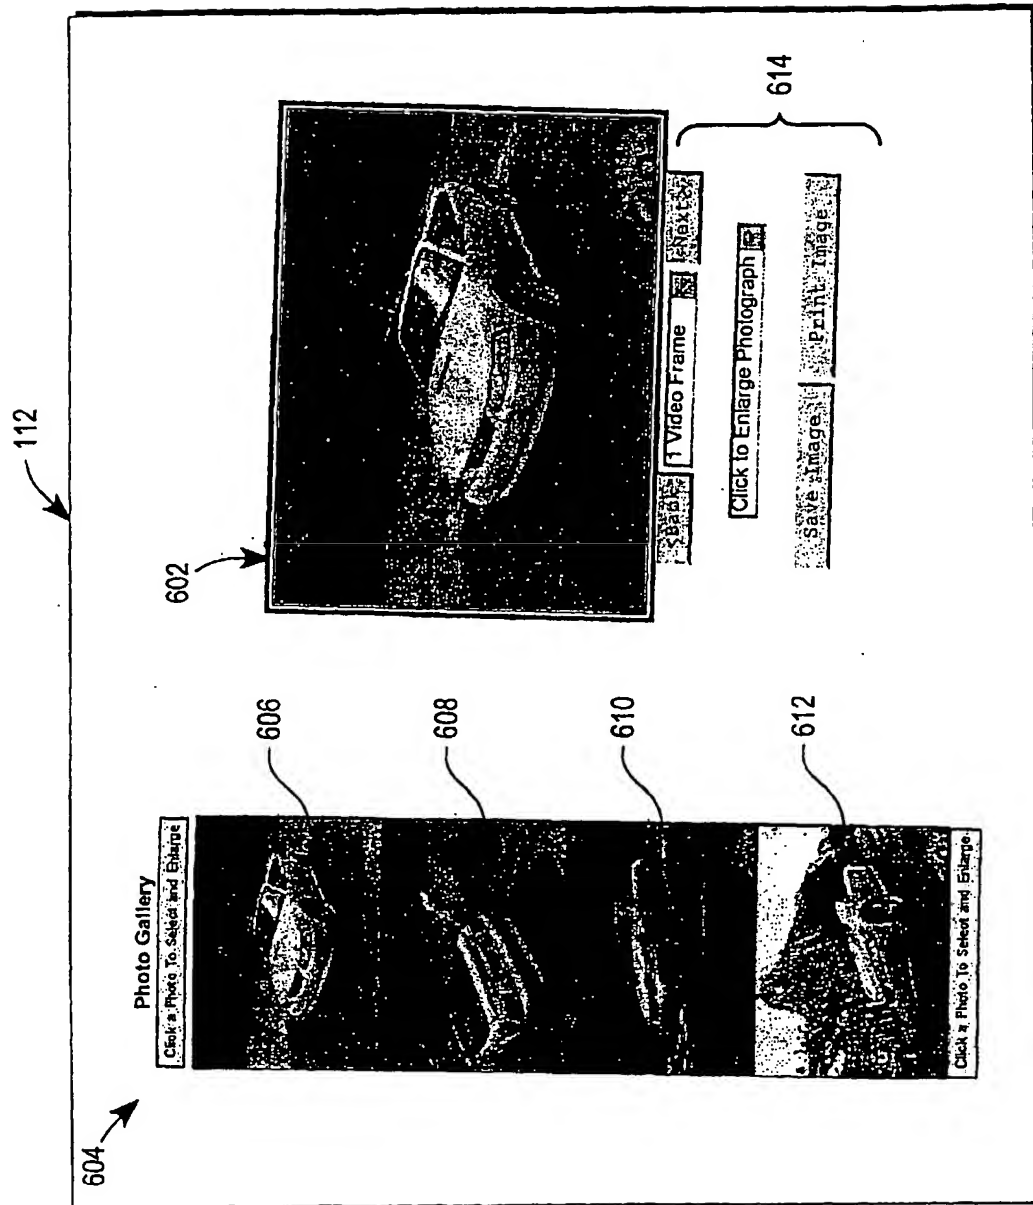 112
604
Photo Gallery
Click a Photo To Select and Enlarge
606
608
610
612
Click a Photo To Select and Enlarge
602
<Back
1 Video Frame
Next>
Click to Enlarge Photograph
Save Image
Print Image
614